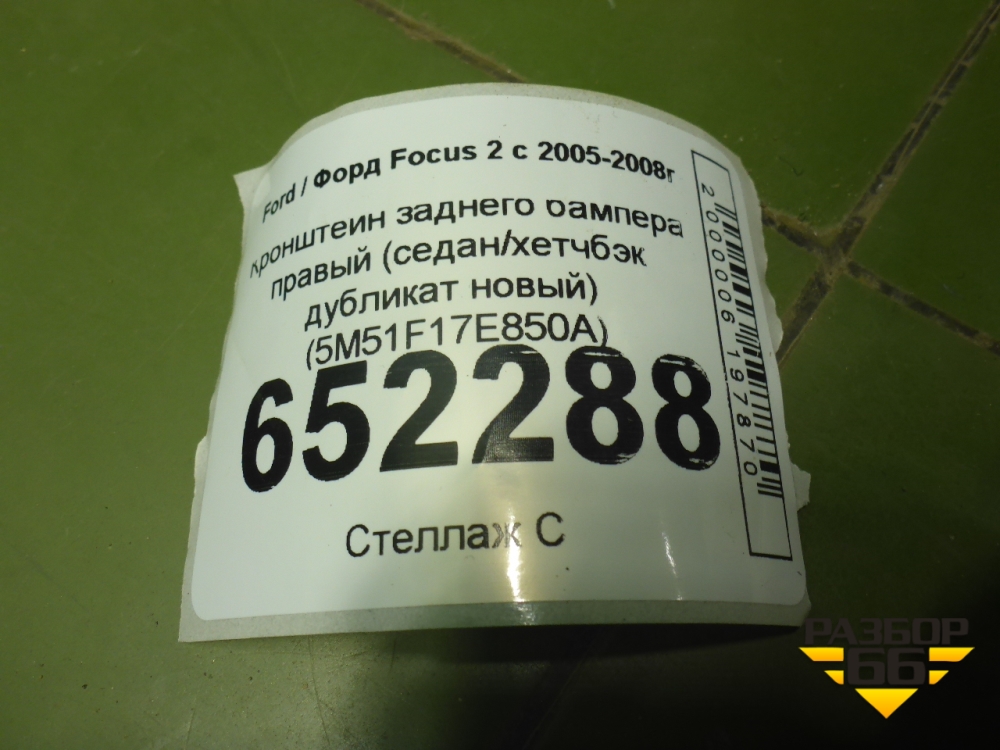 Ford / Форд Focus 2 с 2005-2008г
Кронштейн заднего бампера
правый (седан/хетчбэк
дубликат новый)
(5M51F17E850A)
652288
Стеллаж С
2000006197870
РАЗБОР
66